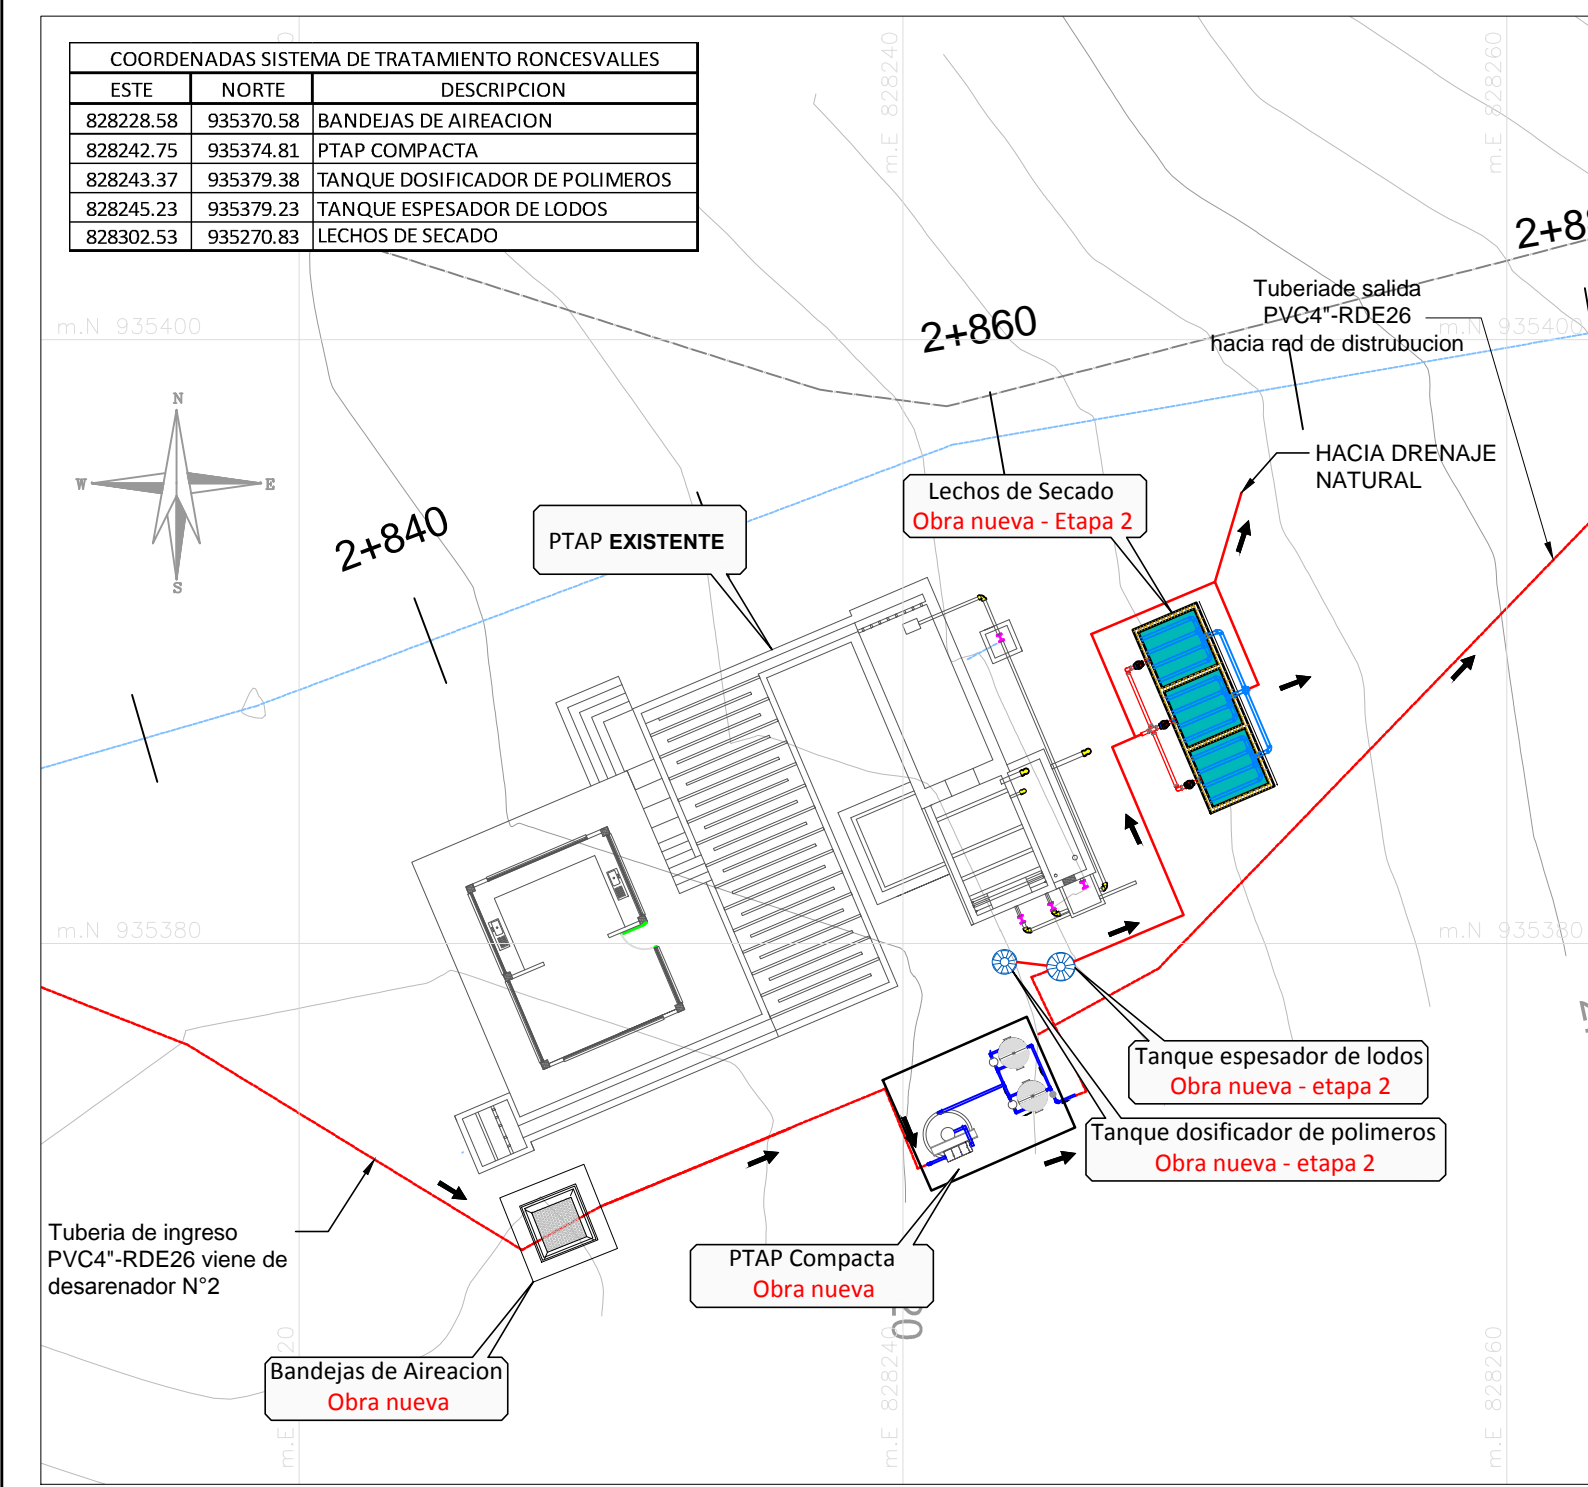 COORDENADAS SISTEMA DE TRATAMIENTO RONCESVALLES
ESTE NORTE DESCRIPCION
828228.58 935370.58 BANDEJAS DE AIREACION
828242.75 935374.81 PTAP COMPACTA
828243.37 935379.38 TANQUE DOSIFICADOR DE POLIMEROS
828245.23 935379.23 TANQUE ESPESADOR DE LODOS
828302.53 935270.83 LECHOS DE SECADO
m.E 828240
m.E 828260
2+88
Tuberiade salida
PVC4"-RDE26
hacia red de distrubucion
m.N 935400
m.N 935400
2+860
N
W
E
S
HACIA DRENAJE
NATURAL
Lechos de Secado
Obra nueva - Etapa 2
PTAP EXISTENTE
2+840
m.N 935380
m.N 935380
Tanque espesador de lodos
Obra nueva - etapa 2
Tanque dosificador de polimeros
Obra nueva - etapa 2
Tuberia de ingreso
PVC4"-RDE26 viene de
desarenador N°2
PTAP Compacta
Obra nueva
20
Bandejas de Aireacion
Obra nueva
m.E
20
m.E 828240
m.E 828260